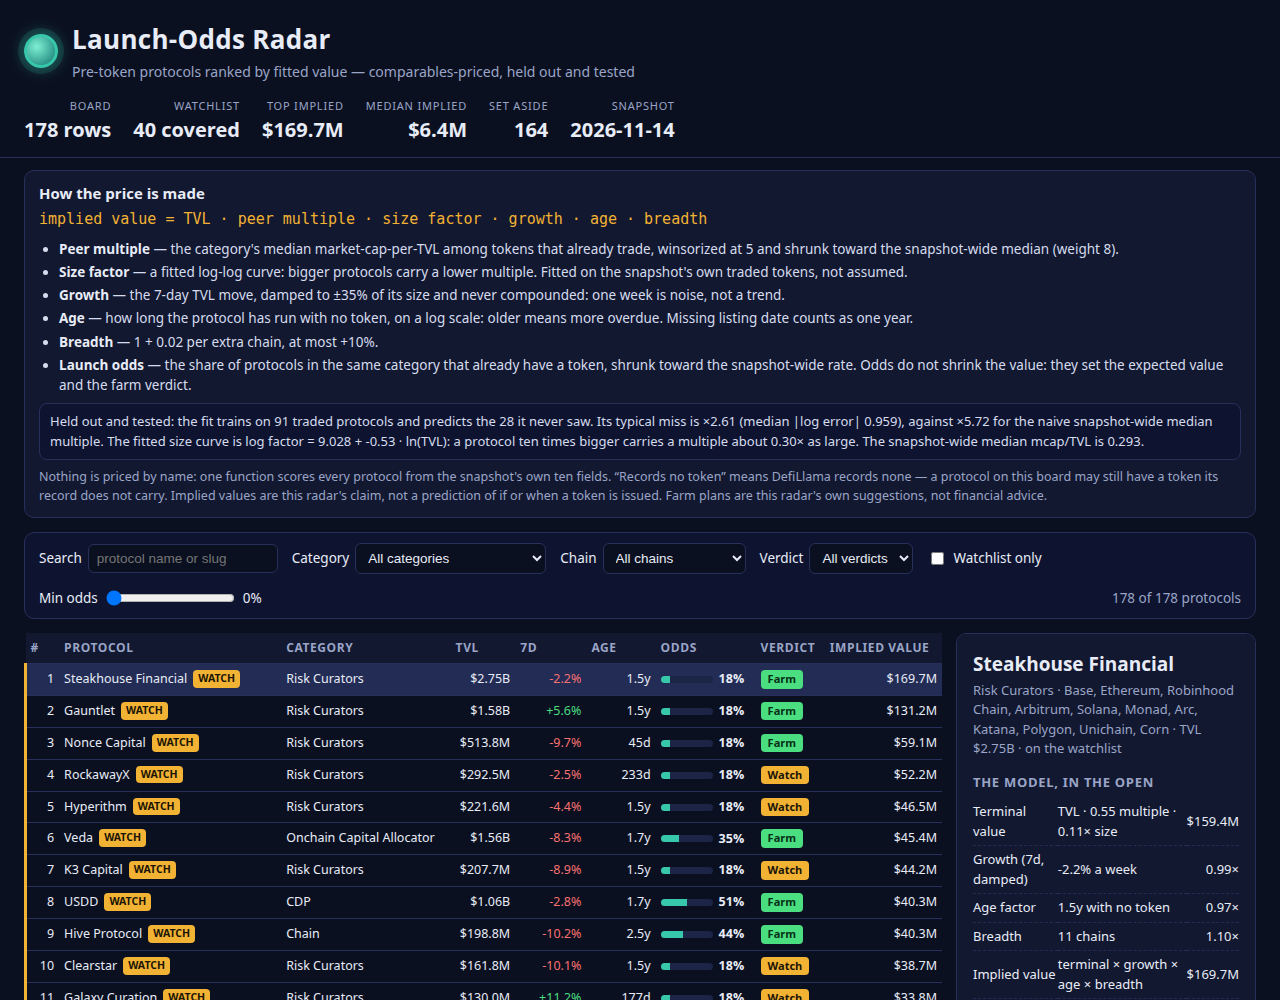 Launch-Odds Radar
Pre-token protocols ranked by fitted value — comparables-priced, held out and tested
BOARD WATCHLIST TOP IMPLIED MEDIAN IMPLIED SET ASIDE SNAPSHOT
178 rows 40 covered $169.7M $6.4M 164 2026-11-14
How the price is made
implied value = TVL · peer multiple · size factor · growth · age · breadth
• Peer multiple — the category's median market-cap-per-TVL among tokens that already trade, winsorized at 5 and shrunk toward the snapshot-wide median (weight 8).
• Size factor — a fitted log-log curve: bigger protocols carry a lower multiple. Fitted on the snapshot's own traded tokens, not assumed.
• Growth — the 7-day TVL move, damped to ±35% of its size and never compounded: one week is noise, not a trend.
• Age — how long the protocol has run with no token, on a log scale: older means more overdue. Missing listing date counts as one year.
• Breadth — 1 + 0.02 per extra chain, at most +10%.
• Launch odds — the share of protocols in the same category that already have a token, shrunk toward the snapshot-wide rate. Odds do not shrink the value: they set the expected value
and the farm verdict.
Held out and tested: the fit trains on 91 traded protocols and predicts the 28 it never saw. Its typical miss is ×2.61 (median |log error| 0.959), against ×5.72 for the naive snapshot-wide median
multiple. The fitted size curve is log factor = 9.028 + -0.53 · ln(TVL): a protocol ten times bigger carries a multiple about 0.30× as large. The snapshot-wide median mcap/TVL is 0.293.
Nothing is priced by name: one function scores every protocol from the snapshot's own ten fields. “Records no token” means DefiLlama records none — a protocol on this board may still have a token its
record does not carry. Implied values are this radar's claim, not a prediction of if or when a token is issued. Farm plans are this radar's own suggestions, not financial advice.
Search protocol name or slug Category All categories Chain All chains Verdict All verdicts Watchlist only
Min odds 0% 178 of 178 protocols
# PROTOCOL CATEGORY TVL 7D AGE ODDS VERDICT IMPLIED VALUE
1 Steakhouse Financial WATCH Risk Curators $2.75B -2.2% 1.5y 18% Farm $169.7M
2 Gauntlet WATCH Risk Curators $1.58B +5.6% 1.5y 18% Farm $131.2M
3 Nonce Capital WATCH Risk Curators $513.8M -9.7% 45d 18% Farm $59.1M
4 RockawayX WATCH Risk Curators $292.5M -2.5% 233d 18% Watch $52.2M
5 Hyperithm WATCH Risk Curators $221.6M -4.4% 1.5y 18% Watch $46.5M
6 Veda WATCH Onchain Capital Allocator $1.56B -8.3% 1.7y 35% Farm $45.4M
7 K3 Capital WATCH Risk Curators $207.7M -8.9% 1.5y 18% Watch $44.2M
8 USDD WATCH CDP $1.06B -2.8% 1.7y 51% Farm $40.3M
9 Hive Protocol WATCH Chain $198.8M -10.2% 2.5y 44% Farm $40.3M
10 Clearstar WATCH Risk Curators $161.8M -10.1% 1.5y 18% Watch $38.7M
11 Galaxy Curation WATCH Risk Curators $130.0M +11.2% 177d 18% Watch $33.8M
Steakhouse Financial
Risk Curators · Base, Ethereum, Robinhood
Chain, Arbitrum, Solana, Monad, Arc,
Katana, Polygon, Unichain, Corn · TVL
$2.75B · on the watchlist
THE MODEL, IN THE OPEN
Terminal value TVL · 0.55 multiple · 0.11× size $159.4M
Growth (7d, damped) -2.2% a week 0.99×
Age factor 1.5y with no token 0.97×
Breadth 11 chains 1.10×
Implied value terminal × growth × age × breadth $169.7M